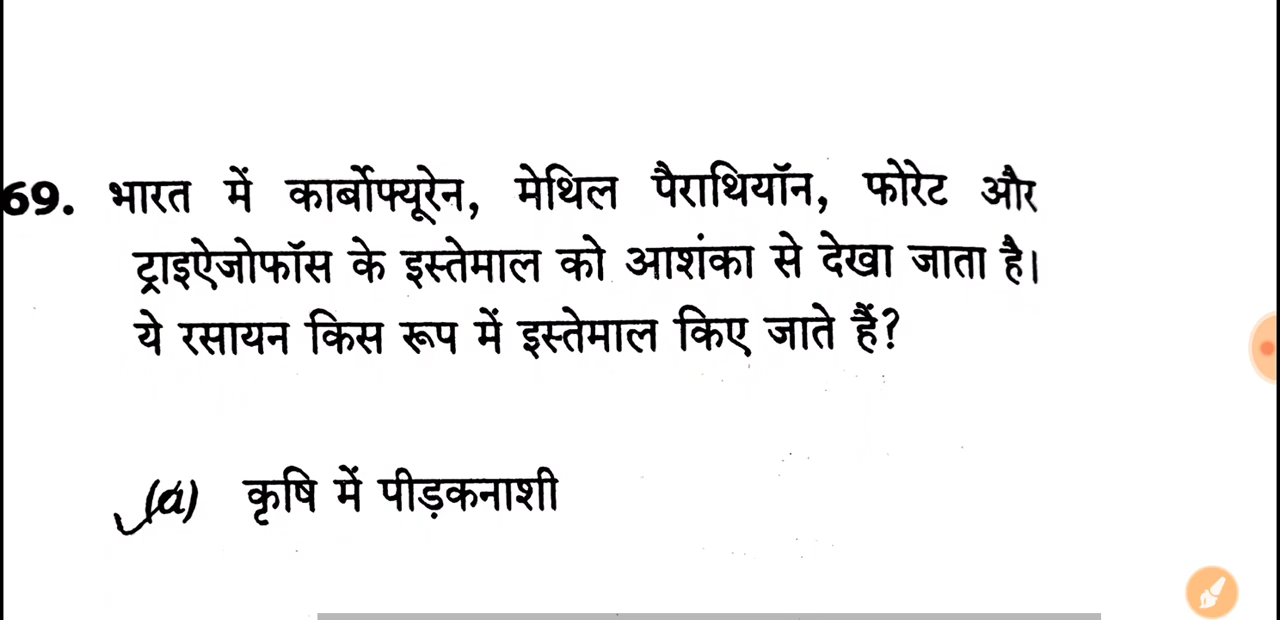 69. भारत में कार्बोफ्यूरेन, मेथिल पैराथियॉन, फोरेट और
ट्राइऐजोफॉस के इस्तेमाल को आशंका से देखा जाता है।
ये रसायन किस रूप में इस्तेमाल किए जाते हैं?
(a) कृषि में पीड़कनाशी